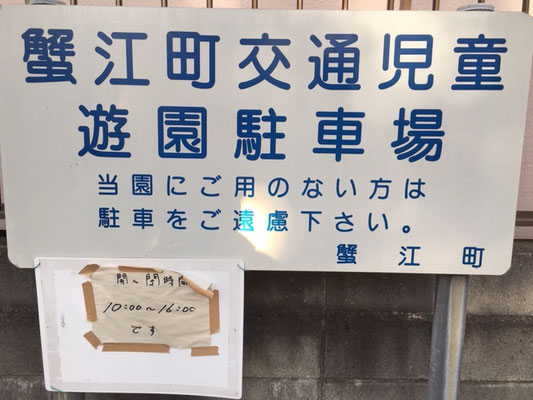 蟹江町交通児童
遊園駐車場
当園にご用のない方は
駐車をご遠慮下さい。
蟹江町
開~閉時間
10:00~16:00
です